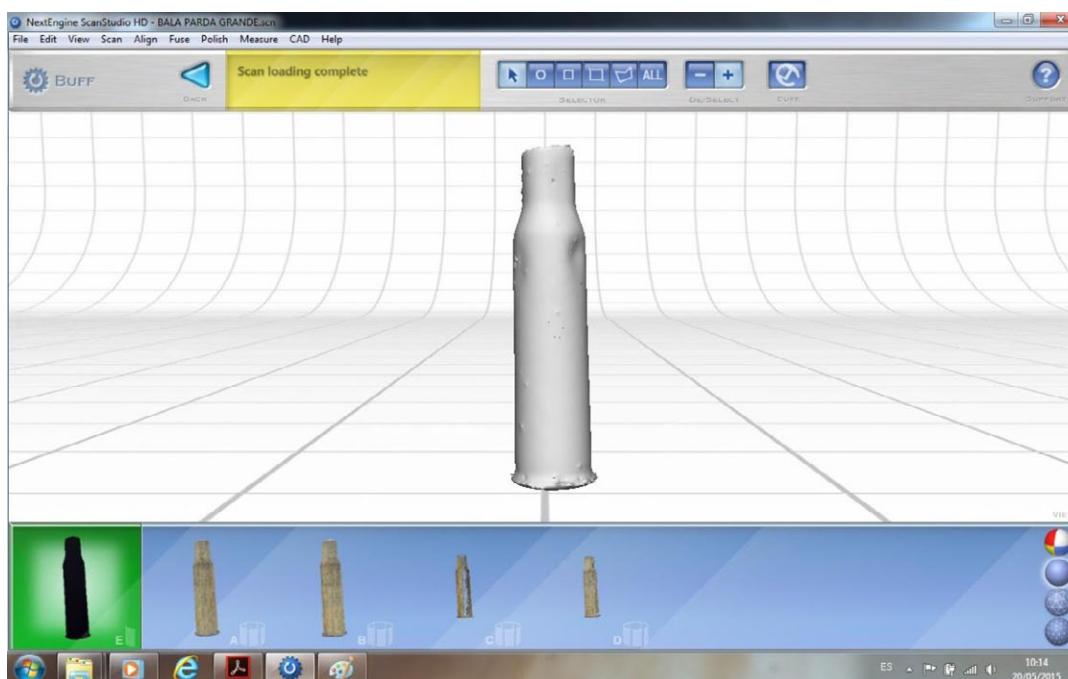 NextEngine ScanStudio HD - BALA PARDA GRANDE.scn
File Edit View Scan Align Fuse Polish Measure CAD Help
BUFF
BACK
Scan loading complete
ALL
SELECTOR
DE/SELECT
BUFF
SUPPORT
VIEW
E
A
B
C
D
ES
10:14
20/05/2015